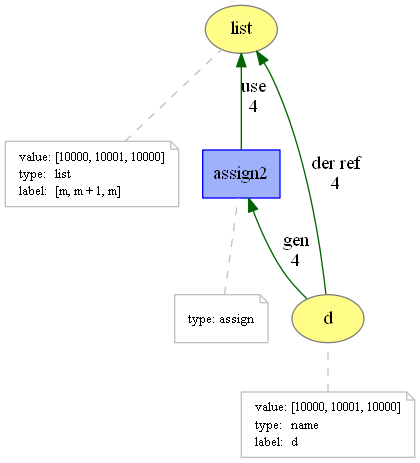 list
use
4
value: [10000, 10001, 10000]
type: list
label: [m, m + 1, m]
assign2
der ref
4
gen
4
type: assign
d
value: [10000, 10001, 10000]
type: name
label: d